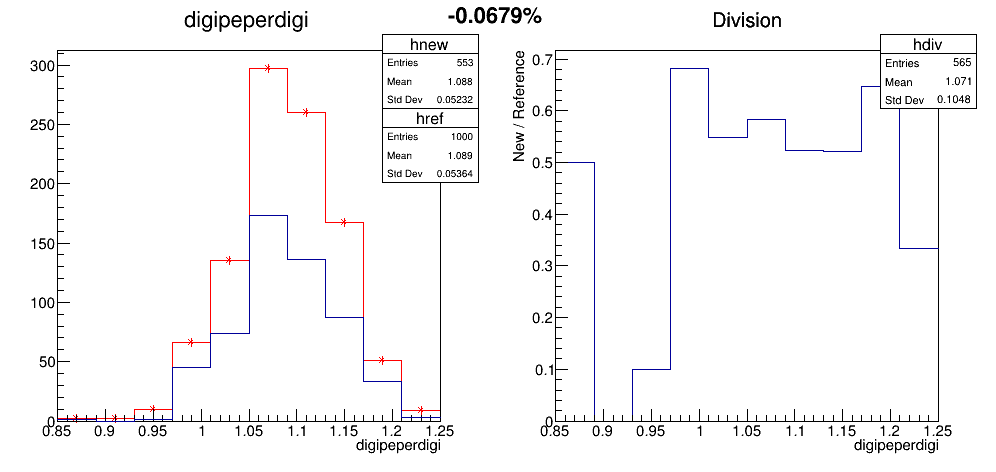 digipeperdigi
-0.0679%
Division
hnew
Entries 553
Mean 1.088
Std Dev 0.05232
href
Entries 1000
Mean 1.089
Std Dev 0.05364
300
250
200
150
100
50
0
0.85 0.9 0.95 1 1.05 1.1 1.15 1.2 1.25
digipeperdigi
hdiv
Entries 565
Mean 1.071
Std Dev 0.1048
New / Reference
0.7
0.6
0.5
0.4
0.3
0.2
0.1
0
0.85 0.9 0.95 1 1.05 1.1 1.15 1.2 1.25
digipeperdigi